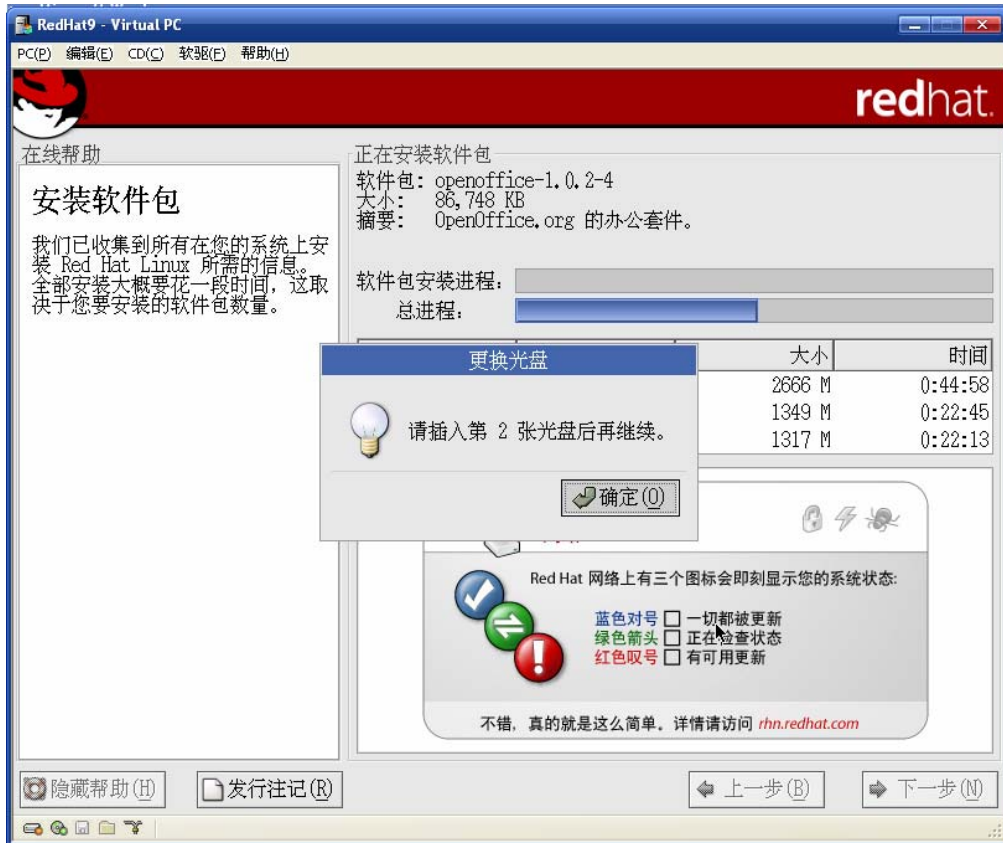 RedHat9 - Virtual PC
PC(P) 编辑(E) CD(C) 软驱(F) 帮助(H)
redhat.
在线帮助
安装软件包
我们已收集到所有在您的系统上安
装 Red Hat Linux 所需的信息。
全部安装大概要花一段时间，这取
决于您要安装的软件包数量。
正在安装软件包
软件包: openoffice-1.0.2-4
大小: 86,748 KB
摘要: OpenOffice.org 的办公套件。
软件包安装进程:
总进程:
大小 时间
2666 M 0:44:58
1349 M 0:22:45
1317 M 0:22:13
更换光盘
请插入第 2 张光盘后再继续。
确定(O)
Red Hat 网络上有三个图标会即刻显示您的系统状态:
蓝色对号 □ 一切都被更新
绿色箭头 □ 正在检查状态
红色叹号 □ 有可用更新
不错，真的就是这么简单。详情请访问 rhn.redhat.com
隐藏帮助(H) 发行注记(R) 上一步(B) 下一步(N)